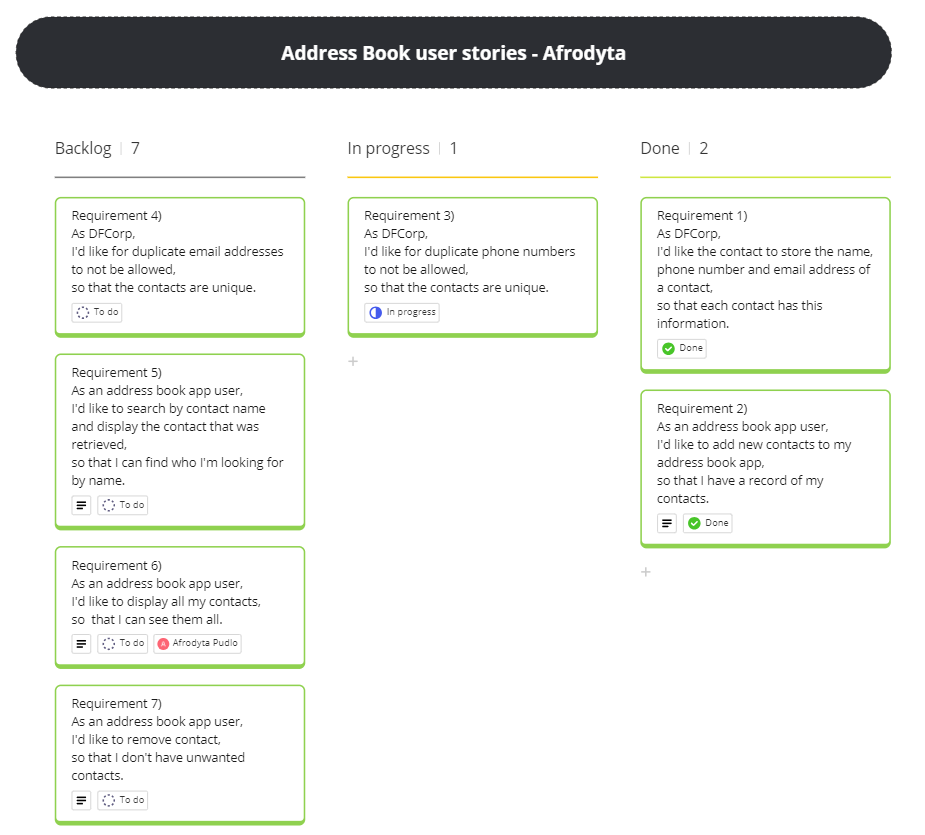 Address Book user stories - Afrodyta
Backlog | 7
Requirement 4)
As DFCorp,
I'd like for duplicate email addresses
to not be allowed,
so that the contacts are unique.
To do
Requirement 5)
As an address book app user,
I'd like to search by contact name
and display the contact that was
retrieved,
so that I can find who I'm looking for
by name.
To do
Requirement 6)
As an address book app user,
I'd like to display all my contacts,
so  that I can see them all.
To do A Afrodyta Pudlo
Requirement 7)
As an address book app user,
I'd like to remove contact,
so that I don't have unwanted
contacts.
To do
In progress | 1
Requirement 3)
As DFCorp,
I'd like for duplicate phone numbers
to not be allowed,
so that the contacts are unique.
In progress
+
Done | 2
Requirement 1)
As DFCorp,
I'd like the contact to store the name,
phone number and email address of
a contact,
so that each contact has this
information.
Done
Requirement 2)
As an address book app user,
I'd like to add new contacts to my
address book app,
so that I have a record of my
contacts.
Done
+